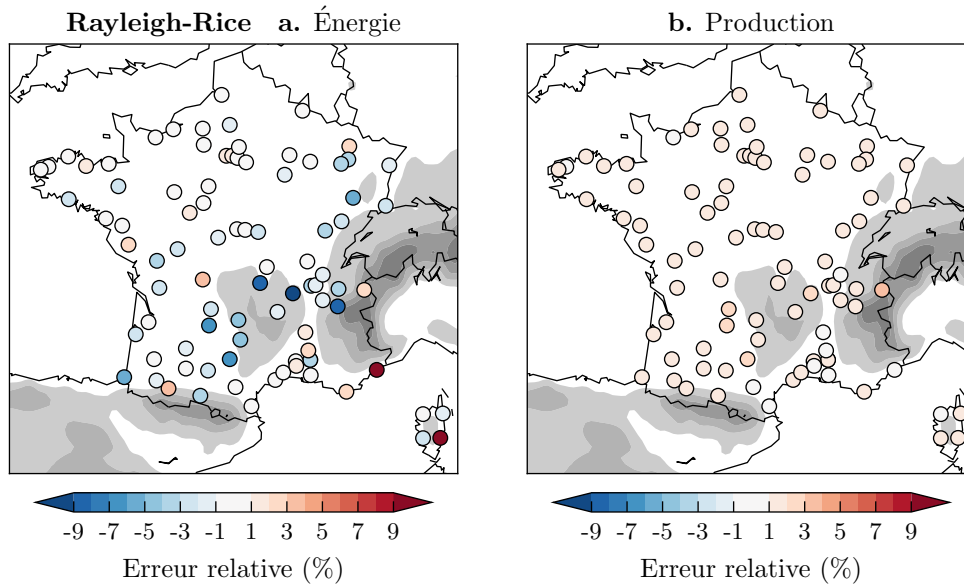 Rayleigh-Rice a. Énergie
b. Production
-9 -7 -5 -3 -1 1 3 5 7 9
Erreur relative (%)
-9 -7 -5 -3 -1 1 3 5 7 9
Erreur relative (%)